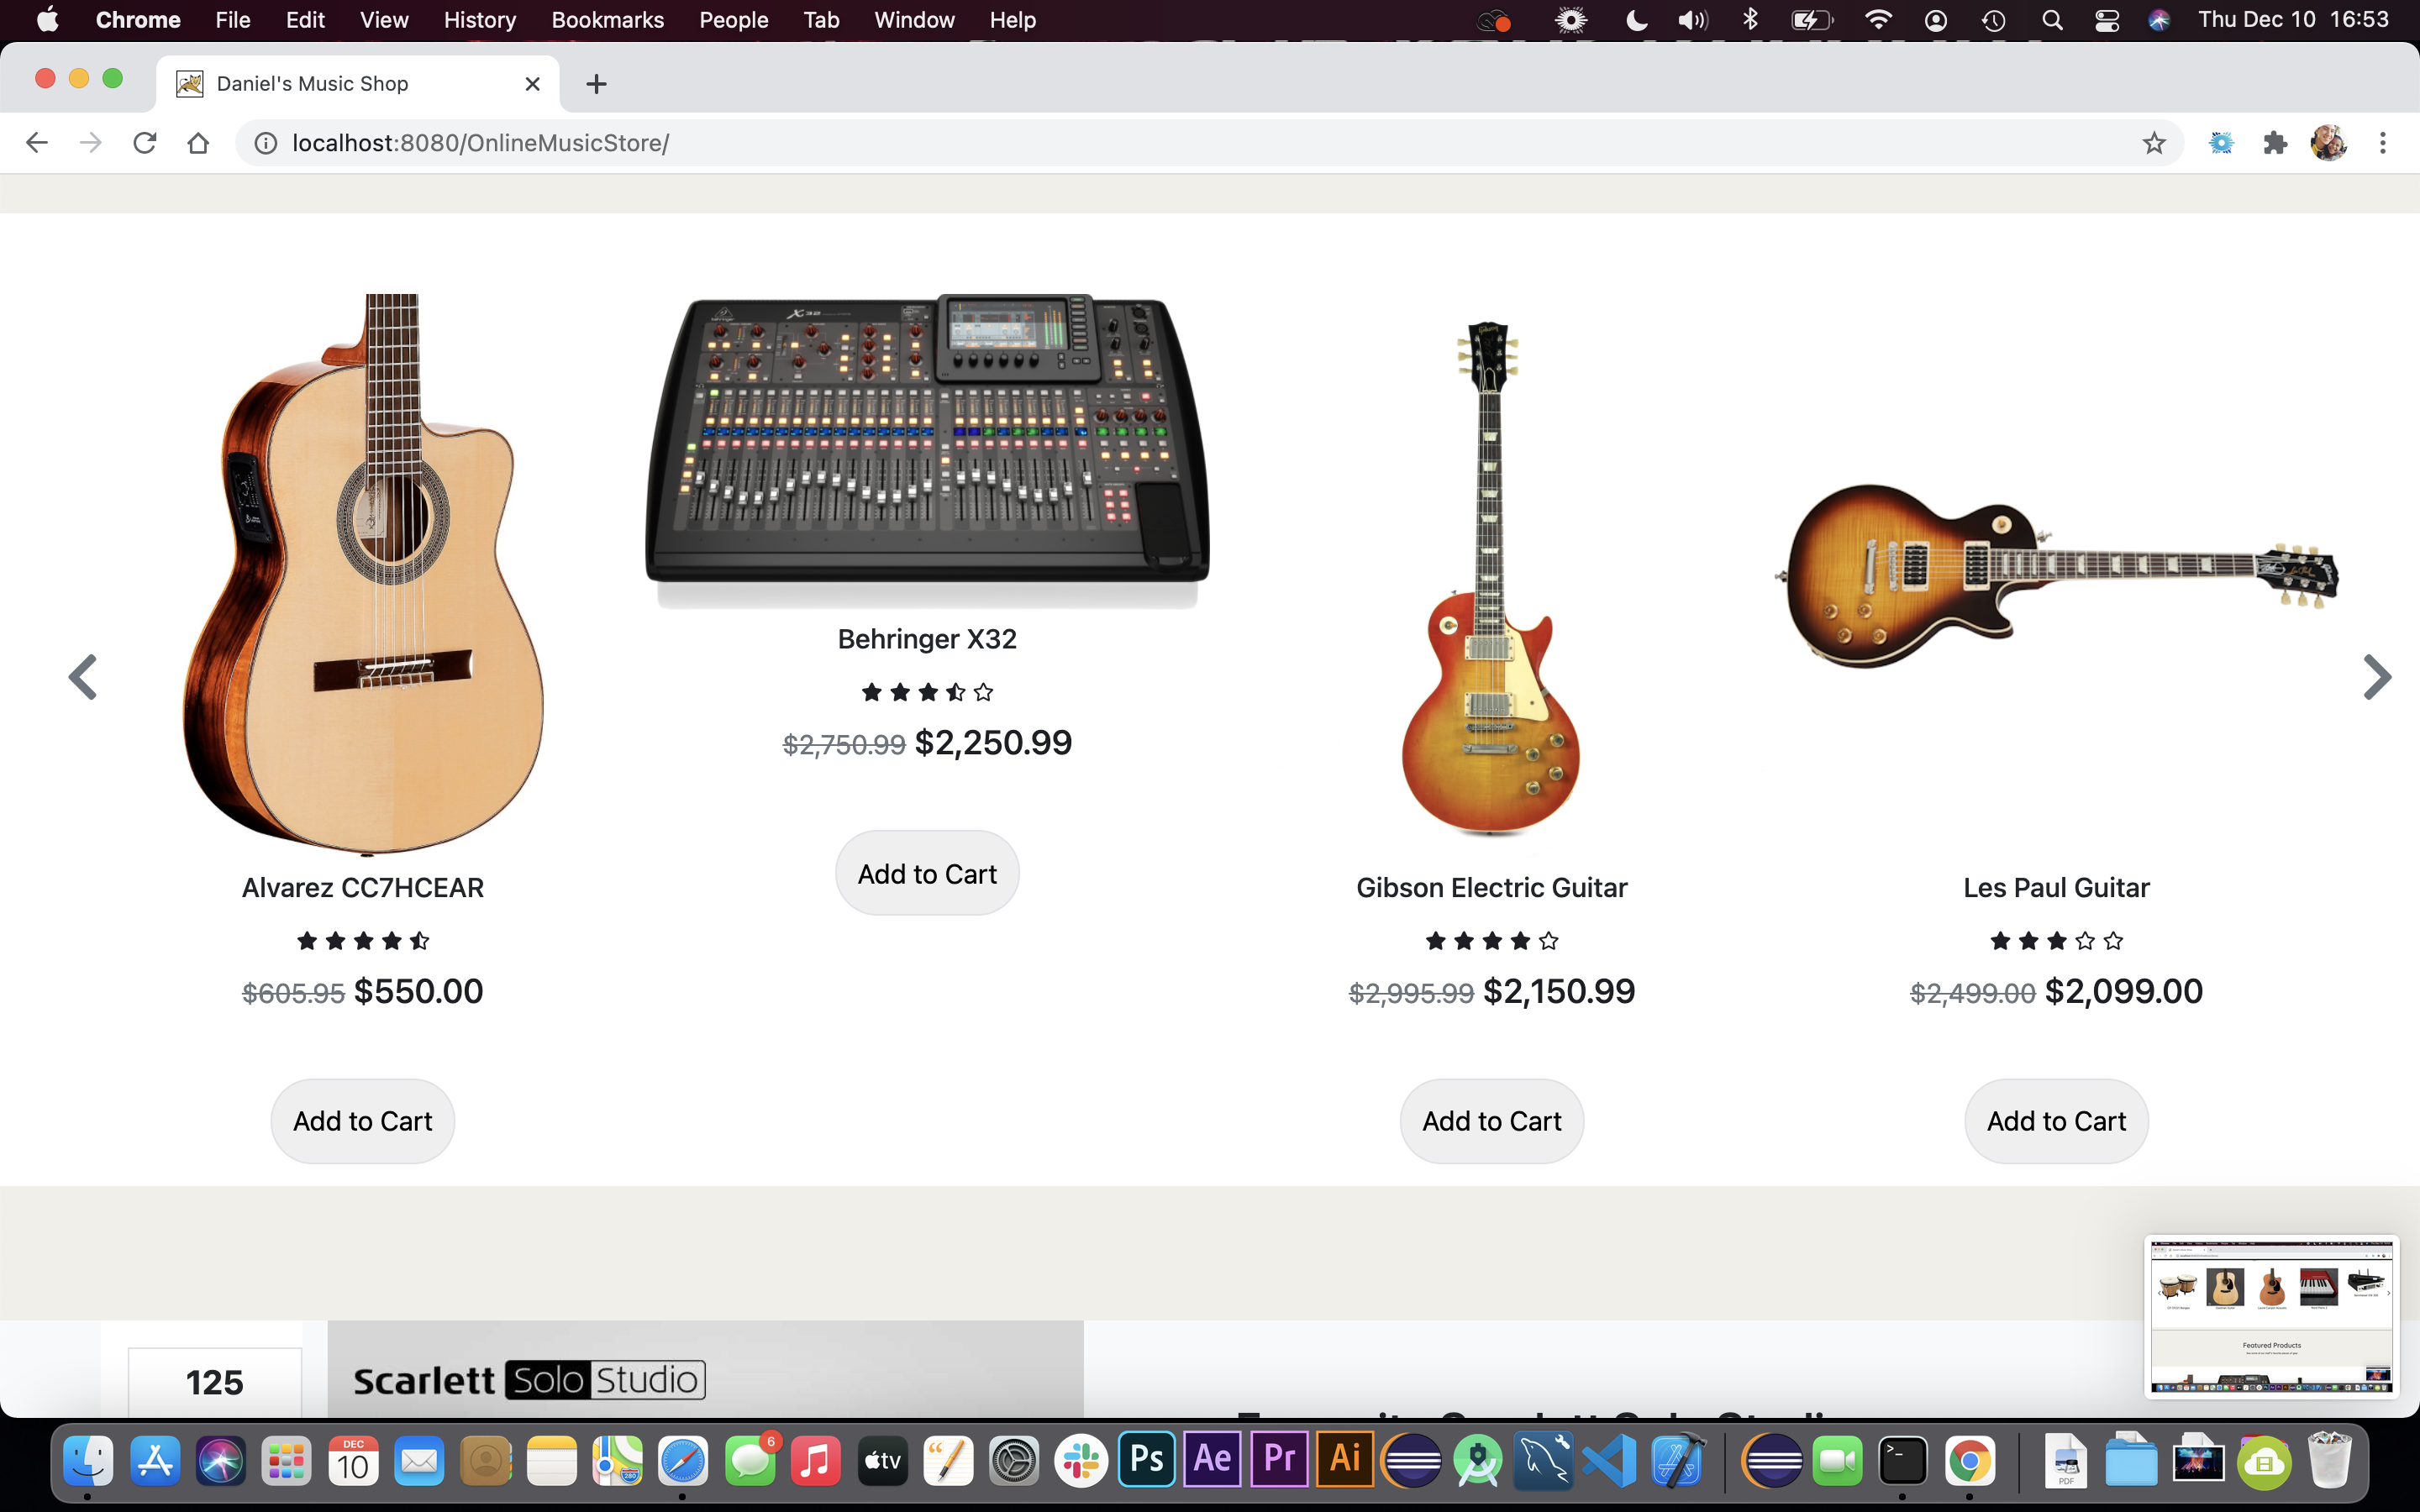 Chrome File Edit View History Bookmarks People Tab Window Help Thu Dec 10 16:53
Daniel's Music Shop
localhost:8080/OnlineMusicStore/
X32
Behringer X32
$2,750.99 $2,250.99
Add to Cart
Alvarez CC7HCEAR
$605.95 $550.00
Add to Cart
Gibson Electric Guitar
$2,995.99 $2,150.99
Add to Cart
Les Paul Guitar
$2,499.00 $2,099.00
Add to Cart
Featured Products
125
Scarlett Solo Studio
DEC
10
280
6
tv
Ps
Ae
Pr
Ai
>_
PDF